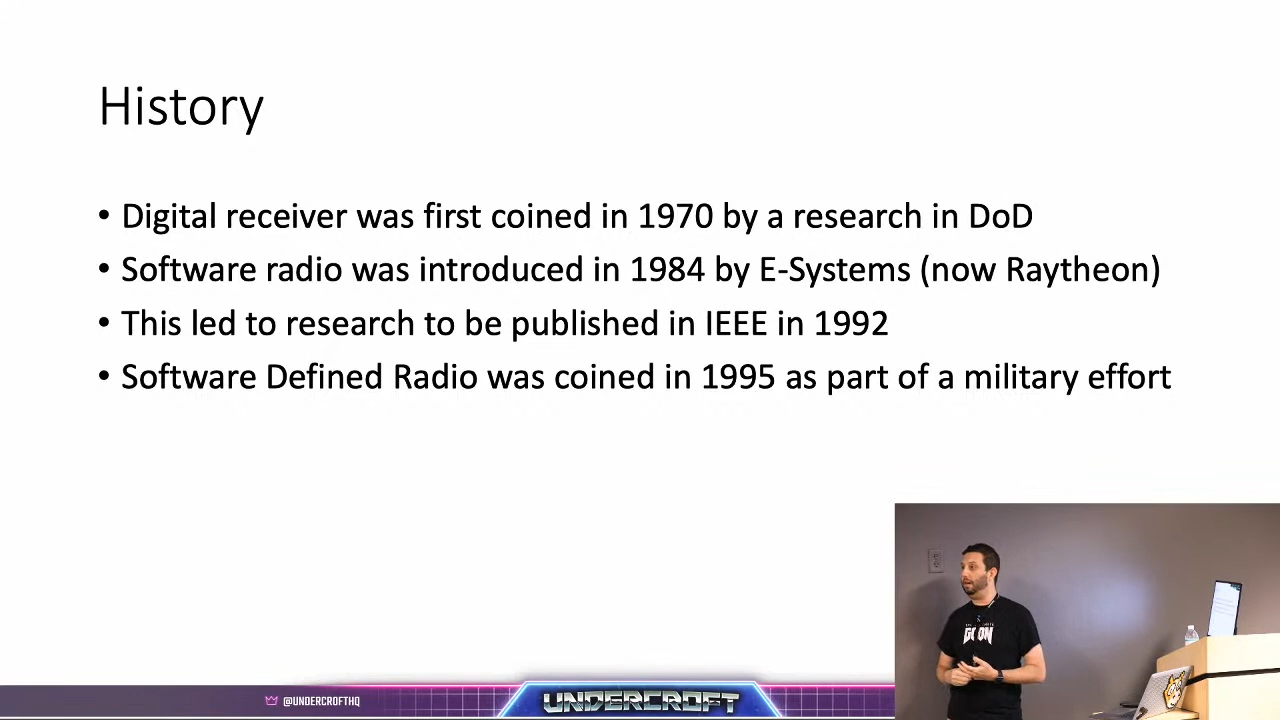 History
• Digital receiver was first coined in 1970 by a research in DoD
• Software radio was introduced in 1984 by E-Systems (now Raytheon)
• This led to research to be published in IEEE in 1992
• Software Defined Radio was coined in 1995 as part of a military effort
GOON
@UNDERCROFTHQ
UNDERCROFT